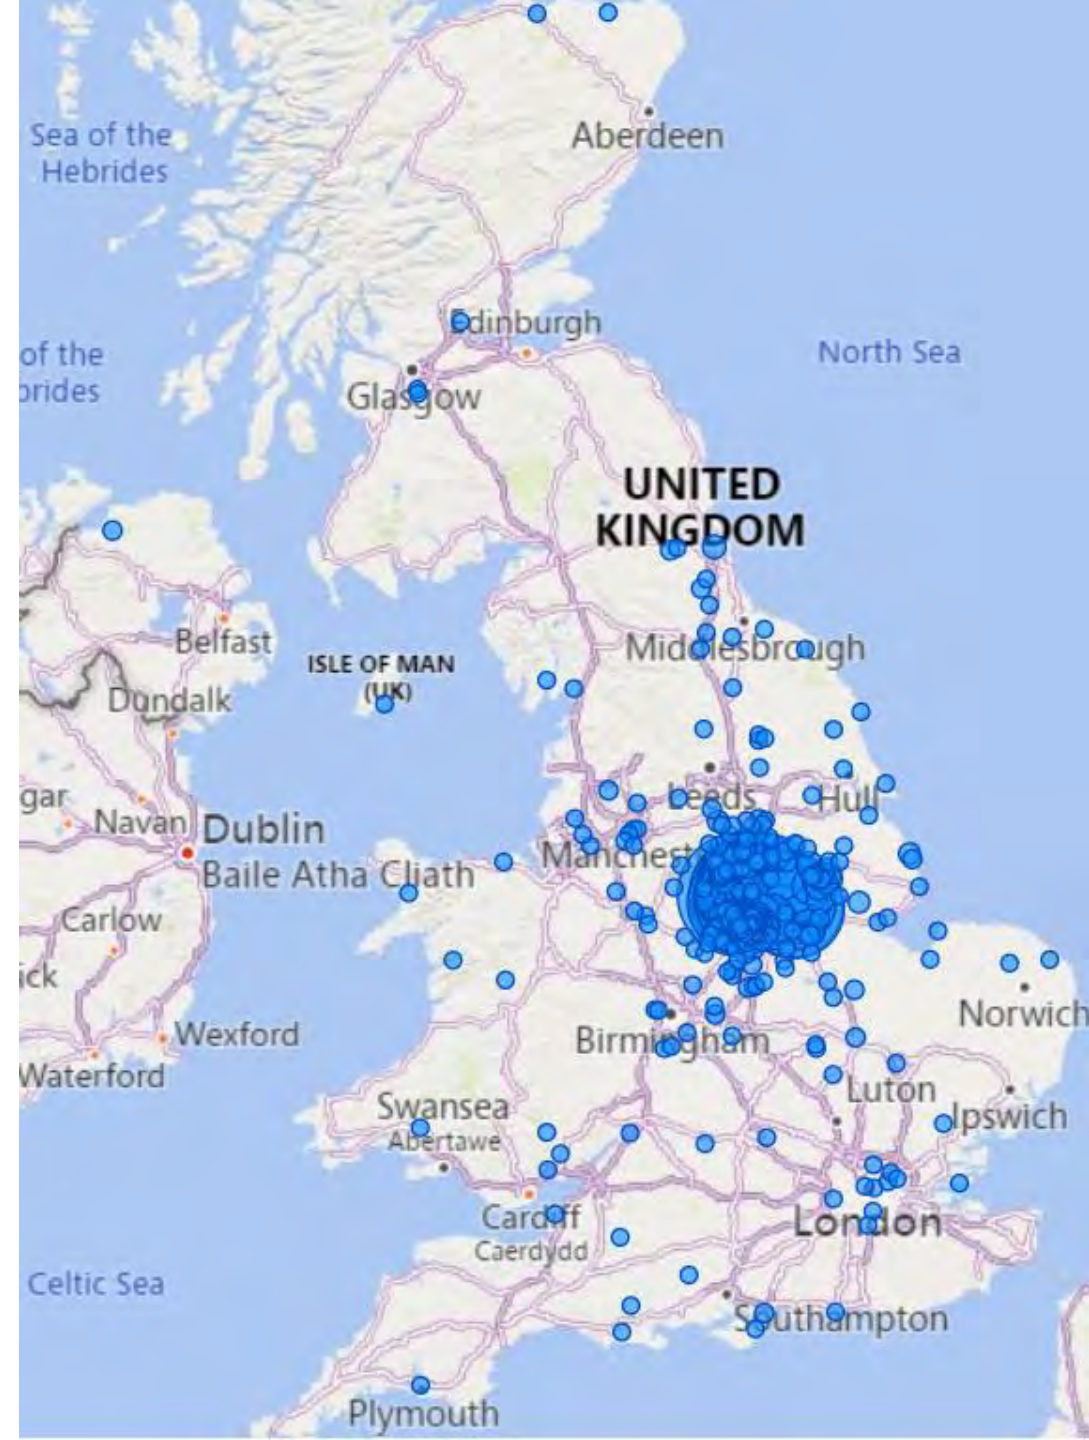 Sea of the
Hebrides
Aberdeen
Edinburgh
of the
brides
North Sea
Glasgow
UNITED
KINGDOM
Belfast
Middlesbrough
ISLE OF MAN
(UK)
Dundalk
gar
Navan
Dublin
Baile Atha Cliath
Leeds
Hull
Manchest
Carlow
ick
Norwich
Wexford
Birmingham
Waterford
Luton
Swansea
Abertawe
Ipswich
Cardiff
Caerdydd
London
Celtic Sea
Southampton
Plymouth